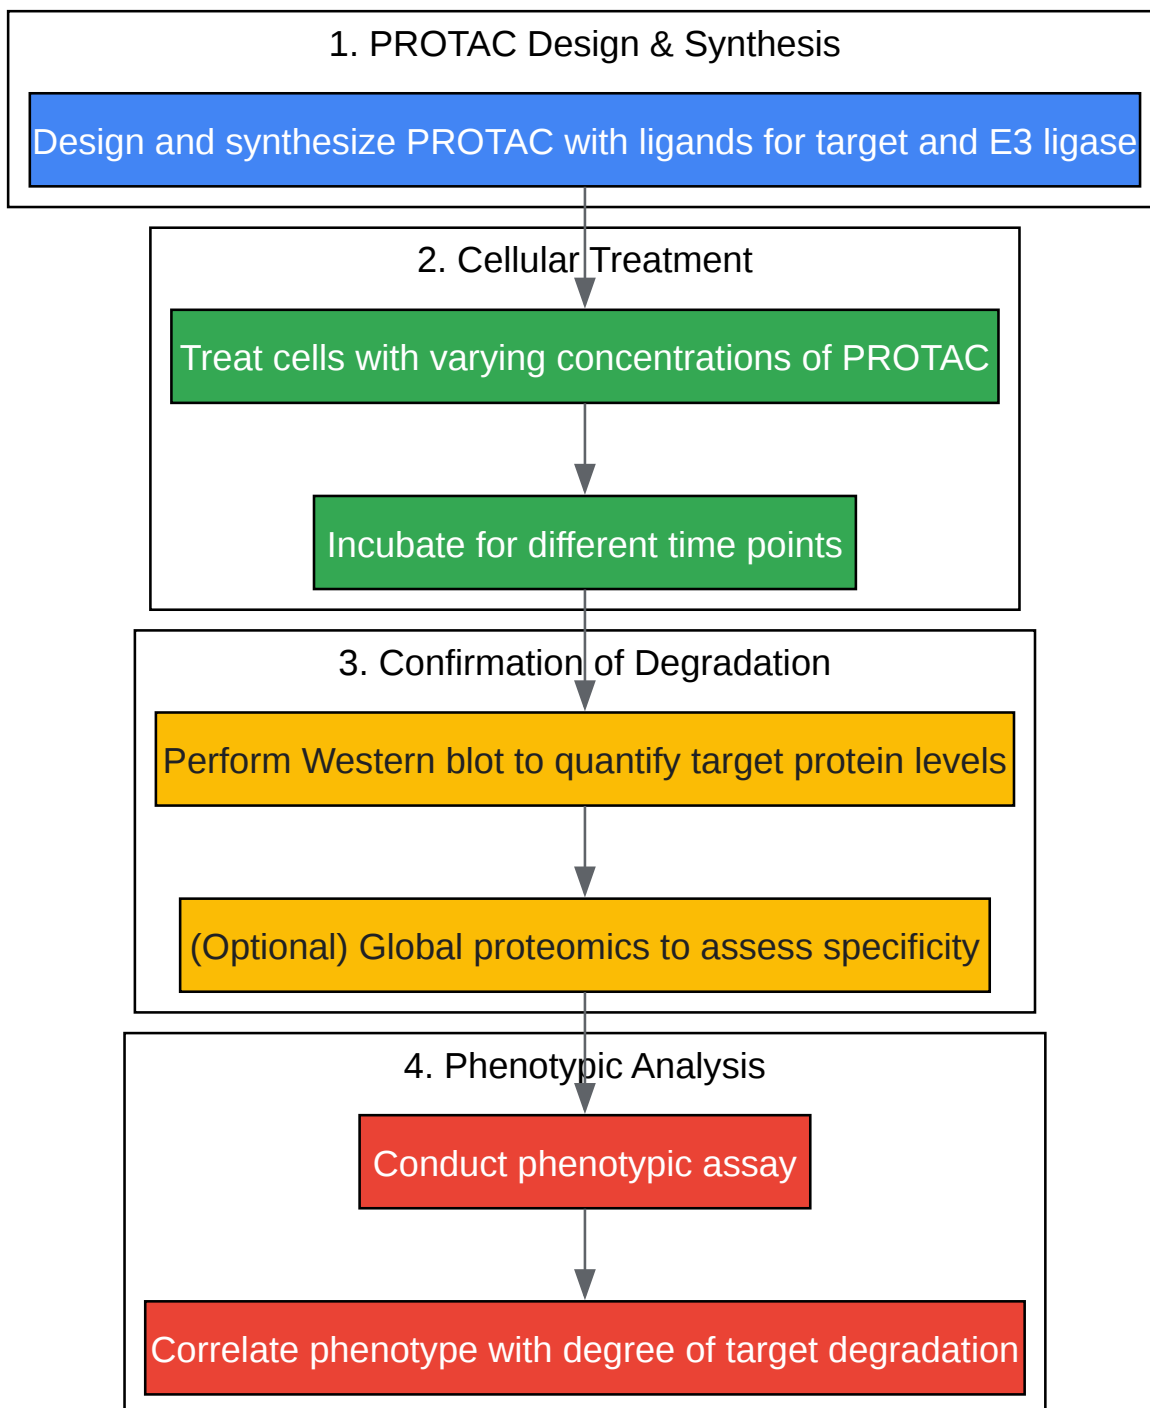 1. PROTAC Design & Synthesis
Design and synthesize PROTAC with ligands for target and E3 ligase
2. Cellular Treatment
Treat cells with varying concentrations of PROTAC
Incubate for different time points
3. Confirmation of Degradation
Perform Western blot to quantify target protein levels
(Optional) Global proteomics to assess specificity
4. Phenotypic Analysis
Conduct phenotypic assay
Correlate phenotype with degree of target degradation